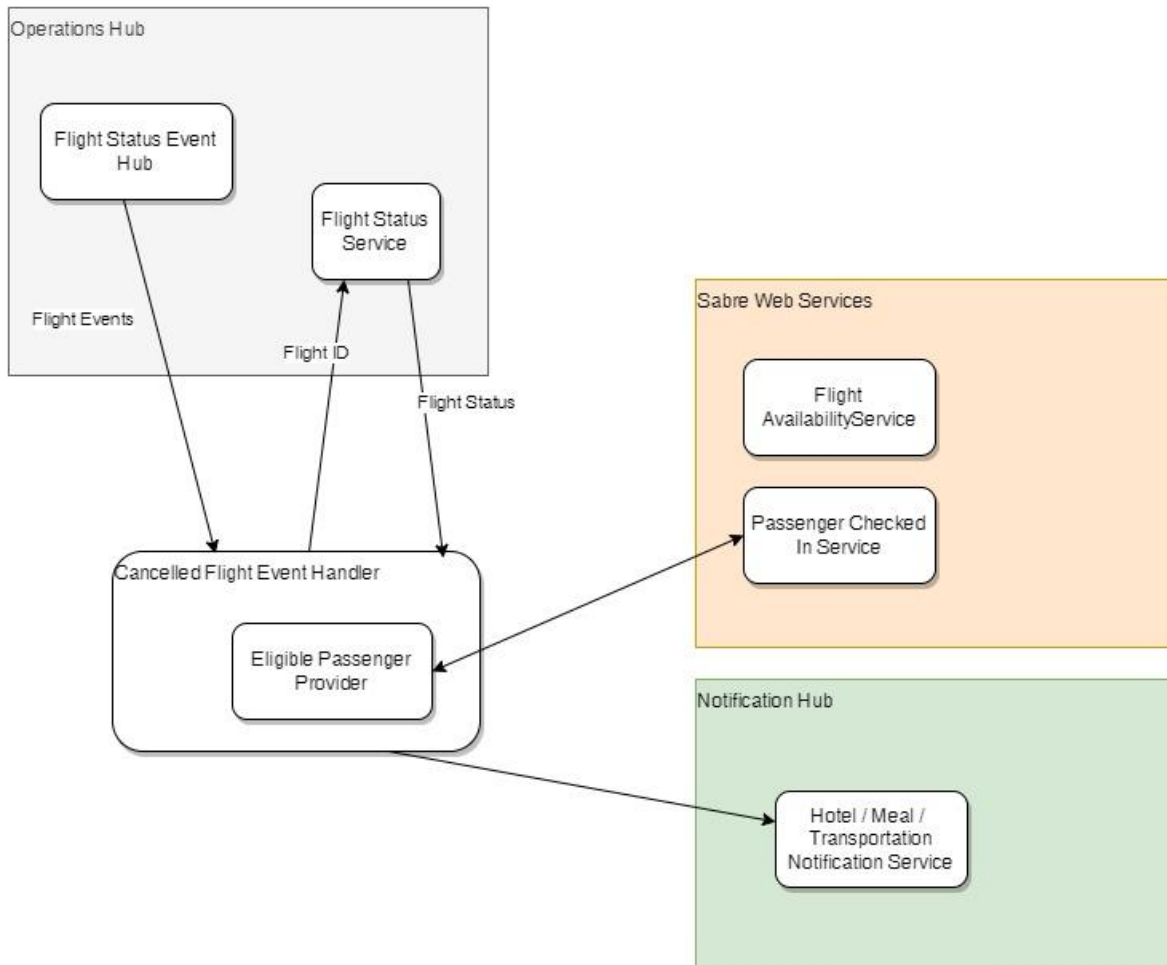 Operations Hub
Flight Status Event
Hub
Flight Status
Service
Flight Events
Flight ID
Flight Status
Sabre Web Services
Flight
AvailabilityService
Passenger Checked
In Service
Cancelled Flight Event Handler
Eligible Passenger
Provider
Notification Hub
Hotel / Meal /
Transportation
Notification Service